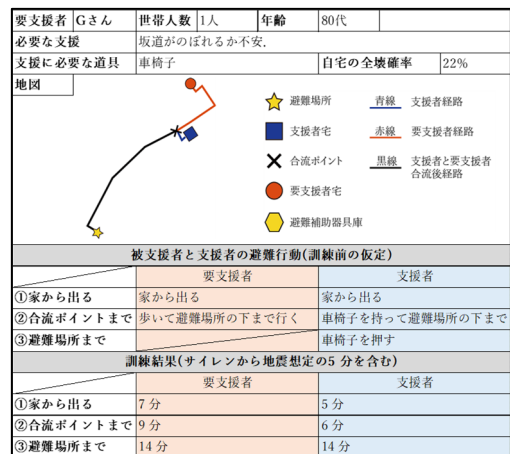 要支援者 Gさん 世帯人数 1人 年齢 80代
必要な支援 坂道がのぼれるか不安.
支援に必要な道具 車椅子 自宅の全壊確率 22%
地図
避難場所 青線 支援者経路
支援者宅 赤線 要支援者経路
合流ポイント 黒線 支援者と要支援者
合流後経路
要支援者宅
避難補助器具庫
被支援者と支援者の避難行動(訓練前の仮定)
要支援者 支援者
①家から出る 家から出る 家から出る
②合流ポイントまで 歩いて避難場所の下まで行く 車椅子を持って避難場所の下まで
③避難場所まで 車椅子を押す
訓練結果(サイレンから地震想定の5分を含む)
要支援者 支援者
①家から出る 7分 5分
②合流ポイントまで 9分 6分
③避難場所まで 14分 14分